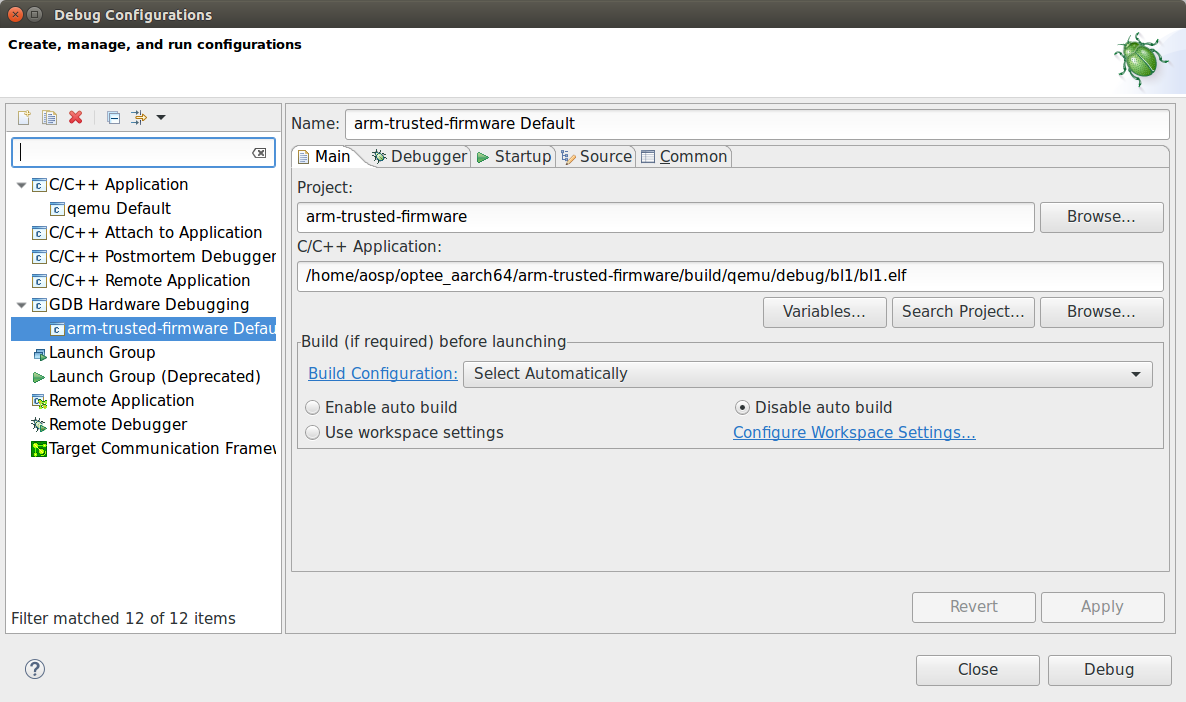 Debug Configurations
Create, manage, and run configurations
C/C++ Application
qemu Default
C/C++ Attach to Application
C/C++ Postmortem Debugger
C/C++ Remote Application
GDB Hardware Debugging
arm-trusted-firmware Defau
Launch Group
Launch Group (Deprecated)
Remote Application
Remote Debugger
Target Communication Framew
Filter matched 12 of 12 items
Name: arm-trusted-firmware Default
Main Debugger Startup Source Common
Project:
arm-trusted-firmware Browse...
C/C++ Application:
/home/aosp/optee_aarch64/arm-trusted-firmware/build/qemu/debug/bl1/bl1.elf
Variables... Search Project... Browse...
Build (if required) before launching
Build Configuration: Select Automatically
Enable auto build Disable auto build
Use workspace settings Configure Workspace Settings...
Revert Apply
? Close Debug